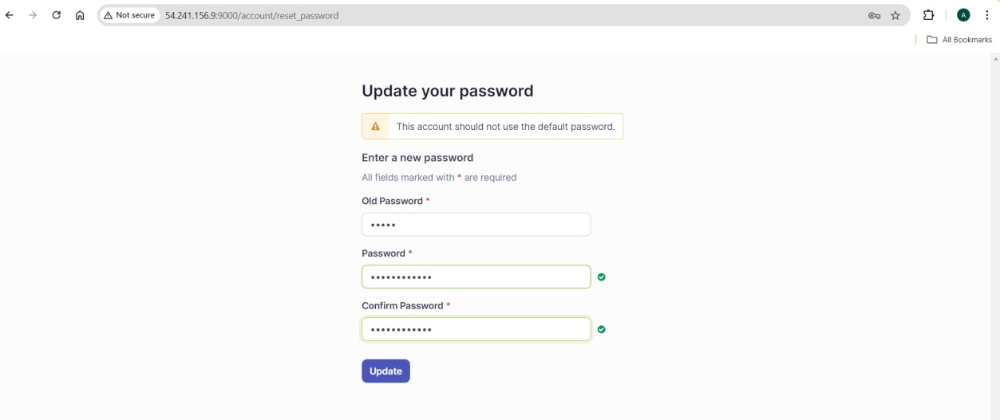 Not secure 54.241.156.9:9000/account/reset_password
A
All Bookmarks
Update your password
This account should not use the default password.
Enter a new password
All fields marked with * are required
Old Password *
•••••
Password *
••••••••••••
Confirm Password *
••••••••••••
Update